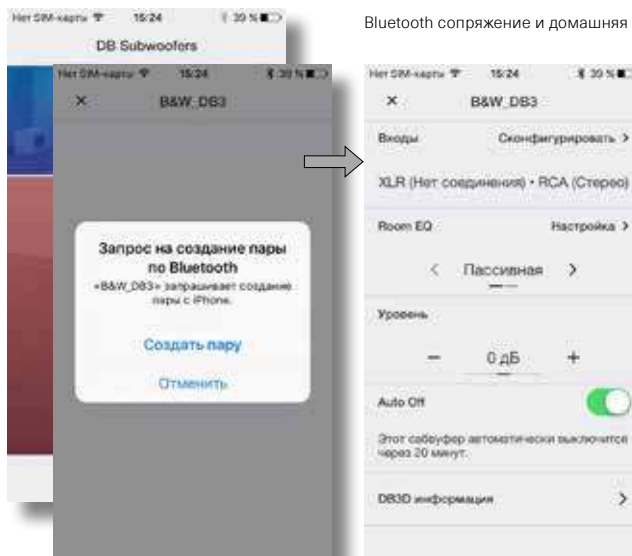 Bluetooth сопряжение и домашняя
Нет SIM-карты 15:24 39 %
DB Subwoofers
Нет SIM-карты 15:24 39 %
× B&W_DB3
Запрос на создание пары
по Bluetooth
«B&W_DB3» запрашивает создание
пары с iPhone.
Создать пару
Отменить
Нет SIM-карты 15:24 39 %
× B&W_DB3
Входы Сконфигурировать >
XLR (Нет соединения) • RCA (Стерео)
Room EQ Настройка >
< Пассивная >
Уровень
− 0 дБ +
Auto Off
Этот сабвуфер автоматически выключится
через 20 минут.
DB3D информация >